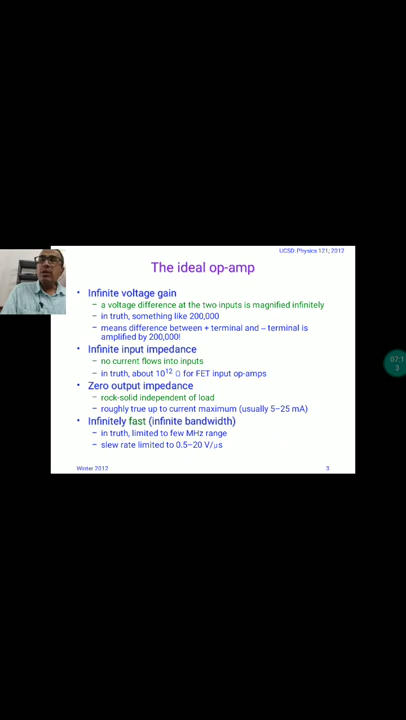 UCSD: Physics 121; 2012
The ideal op-amp
• Infinite voltage gain
– a voltage difference at the two inputs is magnified infinitely
– in truth, something like 200,000
– means difference between + terminal and – terminal is
amplified by 200,000!
• Infinite input impedance
– no current flows into inputs
– in truth, about 10¹² Ω for FET input op-amps
• Zero output impedance
– rock-solid independent of load
– roughly true up to current maximum (usually 5–25 mA)
• Infinitely fast (infinite bandwidth)
– in truth, limited to few MHz range
– slew rate limited to 0.5–20 V/μs
Winter 2012
3
07:1
3